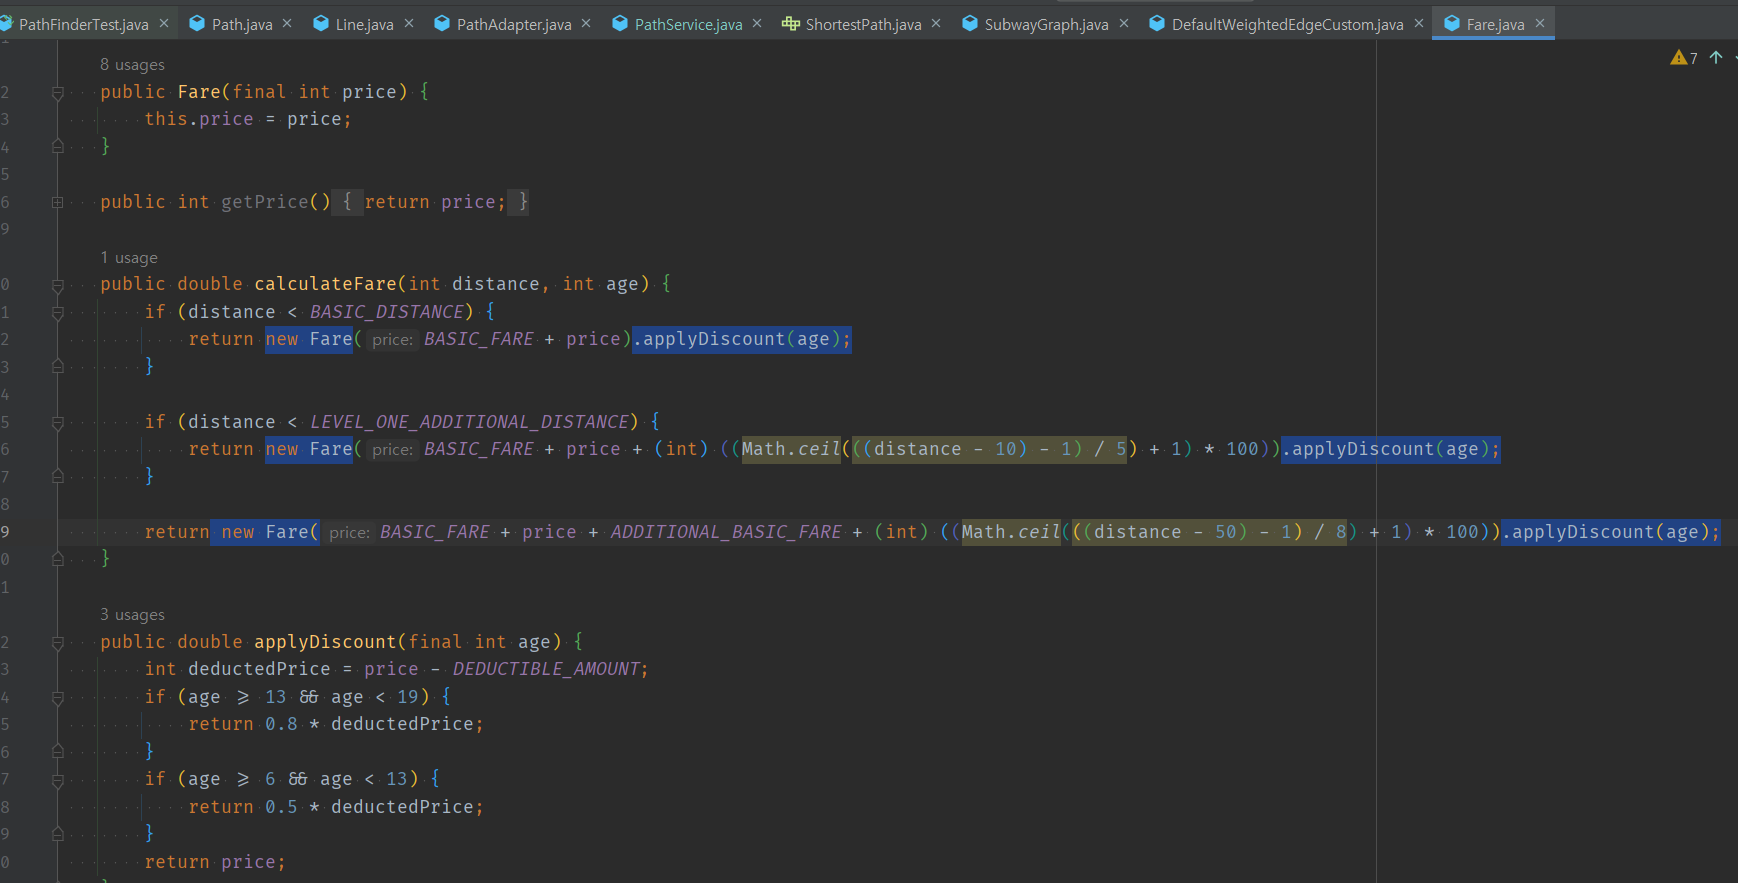 PathFinderTest.java × Path.java × Line.java × PathAdapter.java × PathService.java × ShortestPath.java × SubwayGraph.java × DefaultWeightedEdgeCustom.java × Fare.java ×
7
8 usages
2 public Fare(final int price) {
3 this.price = price;
4 }
5
6 public int getPrice() { return price; }
9
1 usage
0 public double calculateFare(int distance, int age) {
1 if (distance < BASIC_DISTANCE) {
2 return new Fare( price: BASIC_FARE + price).applyDiscount(age);
3 }
4
5 if (distance < LEVEL_ONE_ADDITIONAL_DISTANCE) {
6 return new Fare( price: BASIC_FARE + price + (int) ((Math.ceil(((distance - 10) - 1) / 5) + 1) * 100)).applyDiscount(age);
7 }
8
9 return new Fare( price: BASIC_FARE + price + ADDITIONAL_BASIC_FARE + (int) ((Math.ceil(((distance - 50) - 1) / 8) + 1) * 100)).applyDiscount(age);
0 }
1
3 usages
2 public double applyDiscount(final int age) {
3 int deductedPrice = price - DEDUCTIBLE_AMOUNT;
4 if (age >= 13 && age < 19) {
5 return 0.8 * deductedPrice;
6 }
7 if (age >= 6 && age < 13) {
8 return 0.5 * deductedPrice;
9 }
0 return price;
}